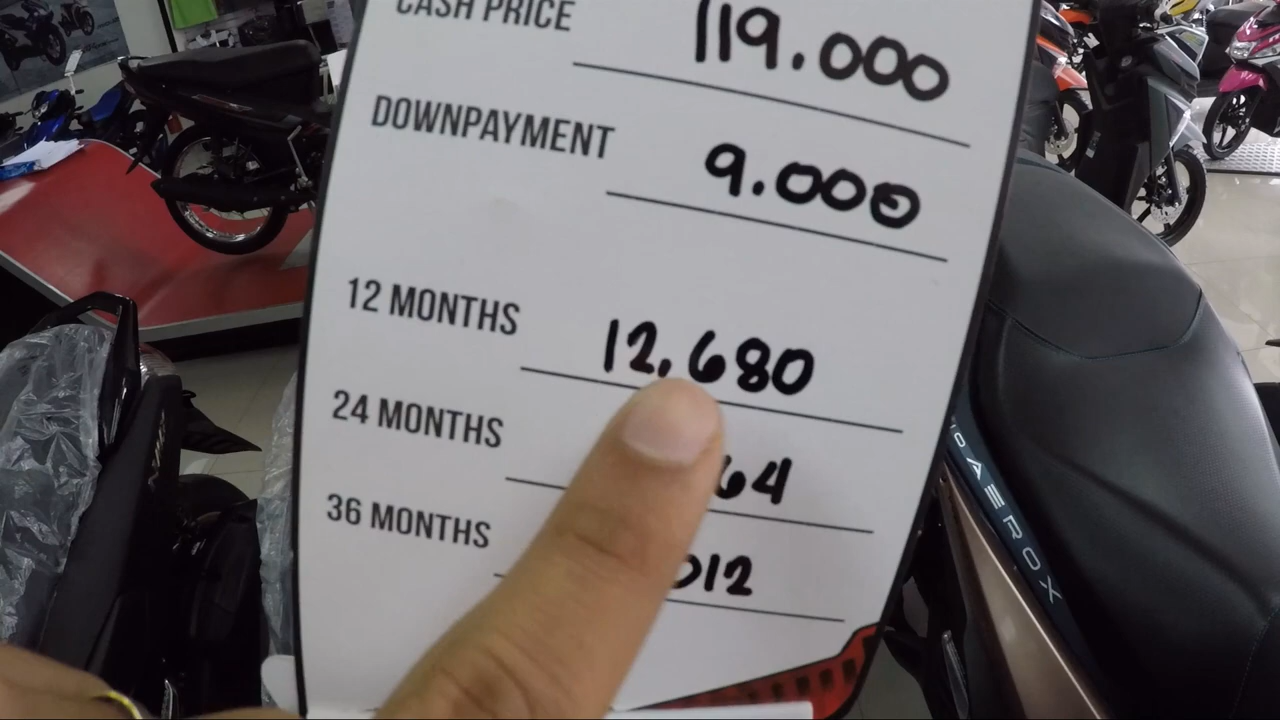 CASH PRICE 119.000
DOWNPAYMENT 9.000
12 MONTHS 12,680
24 MONTHS 64
36 MONTHS 012
AEROX